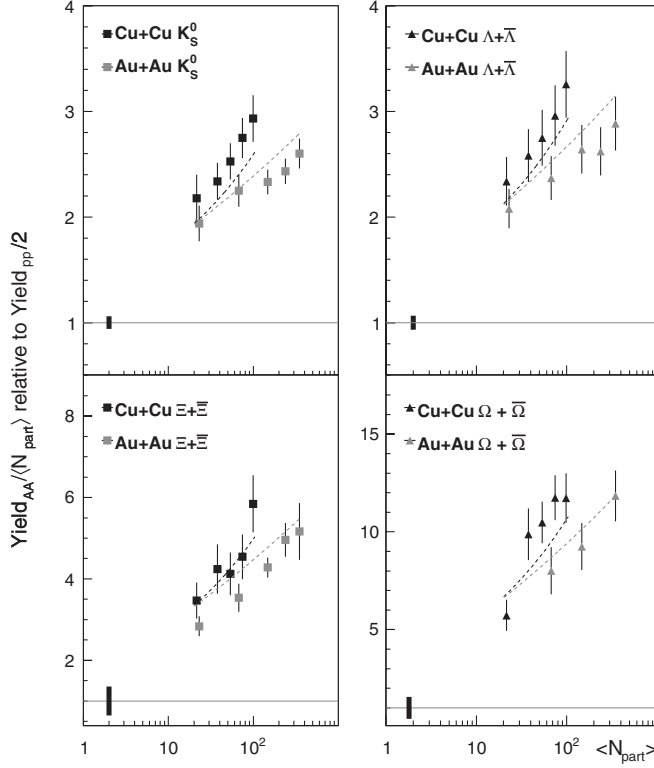 Yield_AA/⟨N_part⟩ relative to Yield_pp/2
4
3
2
1
Cu+Cu K⁰_S
Au+Au K⁰_S
4
3
2
1
Cu+Cu Λ+Λ̅
Au+Au Λ+Λ̅
8
6
4
2
Cu+Cu Ξ+Ξ̅
Au+Au Ξ+Ξ̅
1 10 10²
15
10
5
Cu+Cu Ω + Ω̅
Au+Au Ω + Ω̅
1 10 10² <N_part>